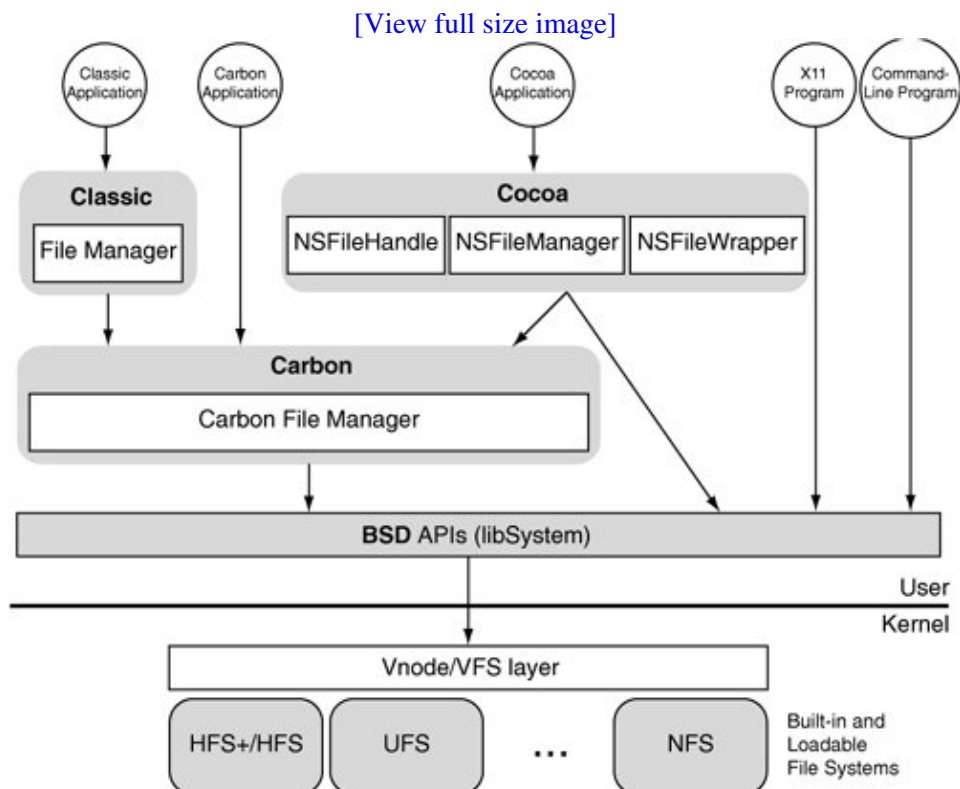 [View full size image]
Classic
Application
Carbon
Application
Cocoa
Application
X11
Program
Command-
Line Program
Classic
File Manager
Cocoa
NSFileHandle
NSFileManager
NSFileWrapper
Carbon
Carbon File Manager
BSD APIs (libSystem)
User
Kernel
Vnode/VFS layer
HFS+/HFS
UFS
...
NFS
Built-in and
Loadable
File Systems